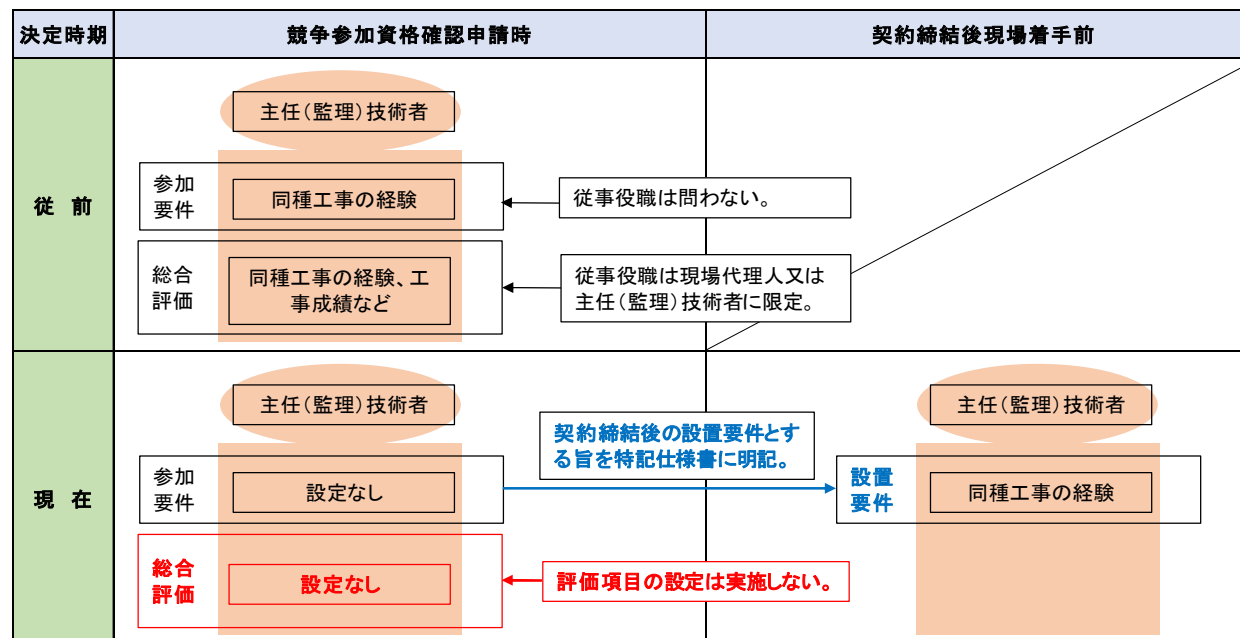 決定時期
競争参加資格確認申請時
契約締結後現場着手前
従 前
主任(監理)技術者
参加
要件
同種工事の経験
従事役職は問わない。
総合
評価
同種工事の経験、工
事成績など
従事役職は現場代理人又は
主任(監理)技術者に限定。
現 在
主任(監理)技術者
参加
要件
設定なし
契約締結後の設置要件とす
る旨を特記仕様書に明記。
総合
評価
設定なし
評価項目の設定は実施しない。
主任(監理)技術者
設置
要件
同種工事の経験